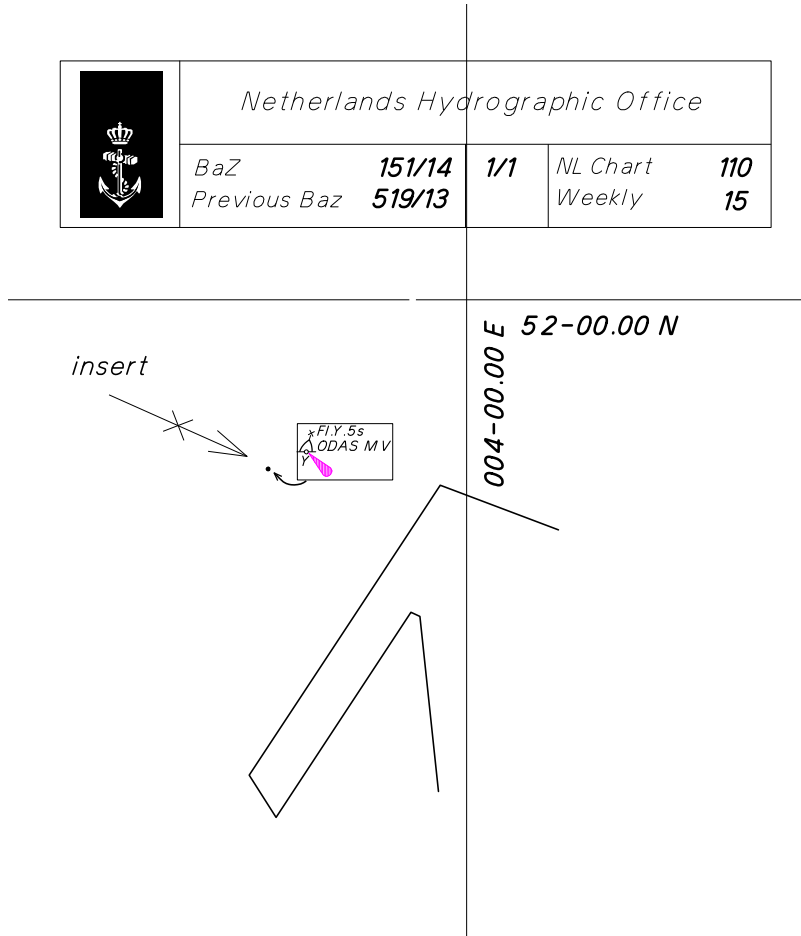 Netherlands Hydrographic Office
BaZ 151/14 1/1 NL Chart 110
Previous Baz 519/13 Weekly 15
52-00.00 N
004-00.00 E
insert
Fl.Y.5s
ODAS MV
Y